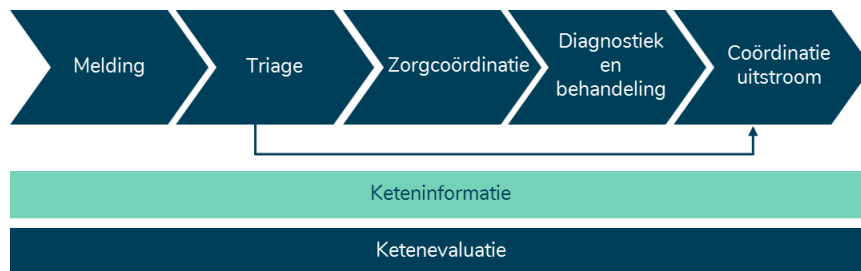 Melding
Triage
Zorgcoördinatie
Diagnostiek
en
behandeling
Coördinatie
uitstroom
Keteninformatie
Ketenevaluatie